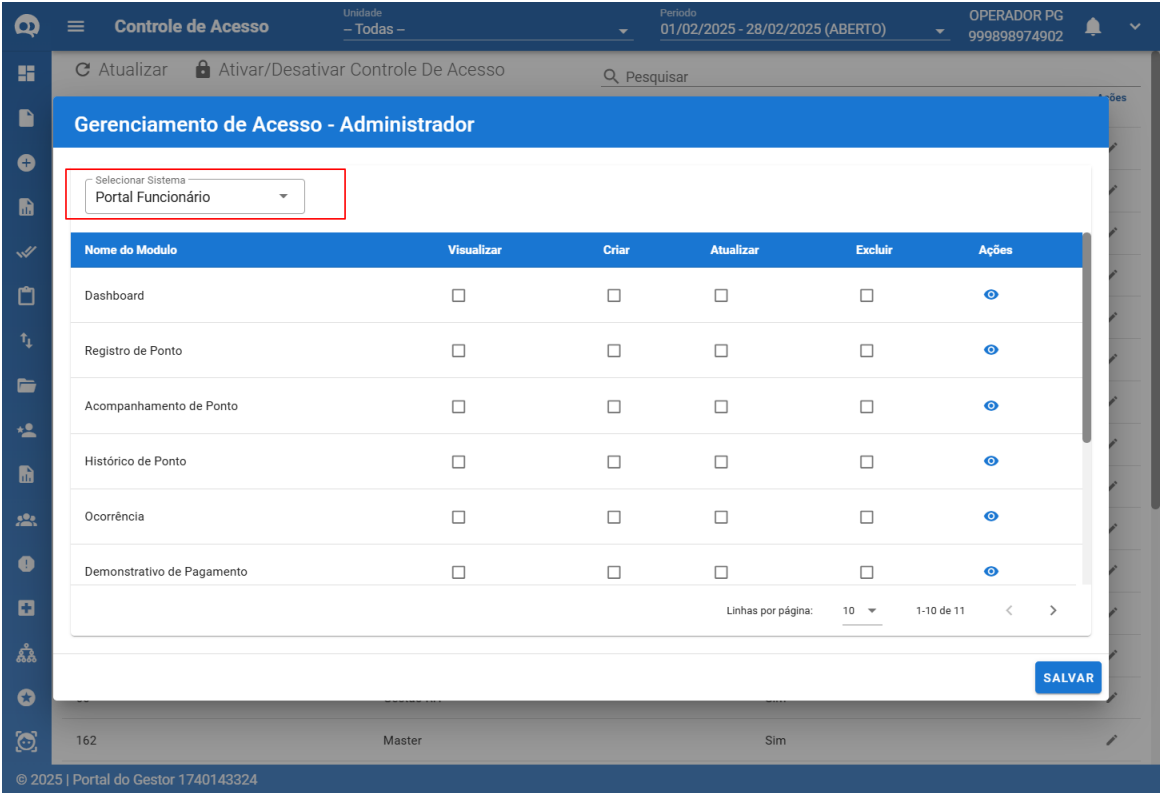 Controle de Acesso
Unidade
-- Todas --
Periodo
01/02/2025 - 28/02/2025 (ABERTO)
OPERADOR PG
999898974902
Atualizar
Ativar/Desativar Controle De Acesso
Pesquisar
Gerenciamento de Acesso - Administrador
Selecionar Sistema
Portal Funcionário
Nome do Modulo Visualizar Criar Atualizar Excluir Ações
Dashboard
Registro de Ponto
Acompanhamento de Ponto
Histórico de Ponto
Ocorrência
Demonstrativo de Pagamento
Linhas por página: 10 1-10 de 11
SALVAR
162 Master Sim
© 2025 | Portal do Gestor 1740143324